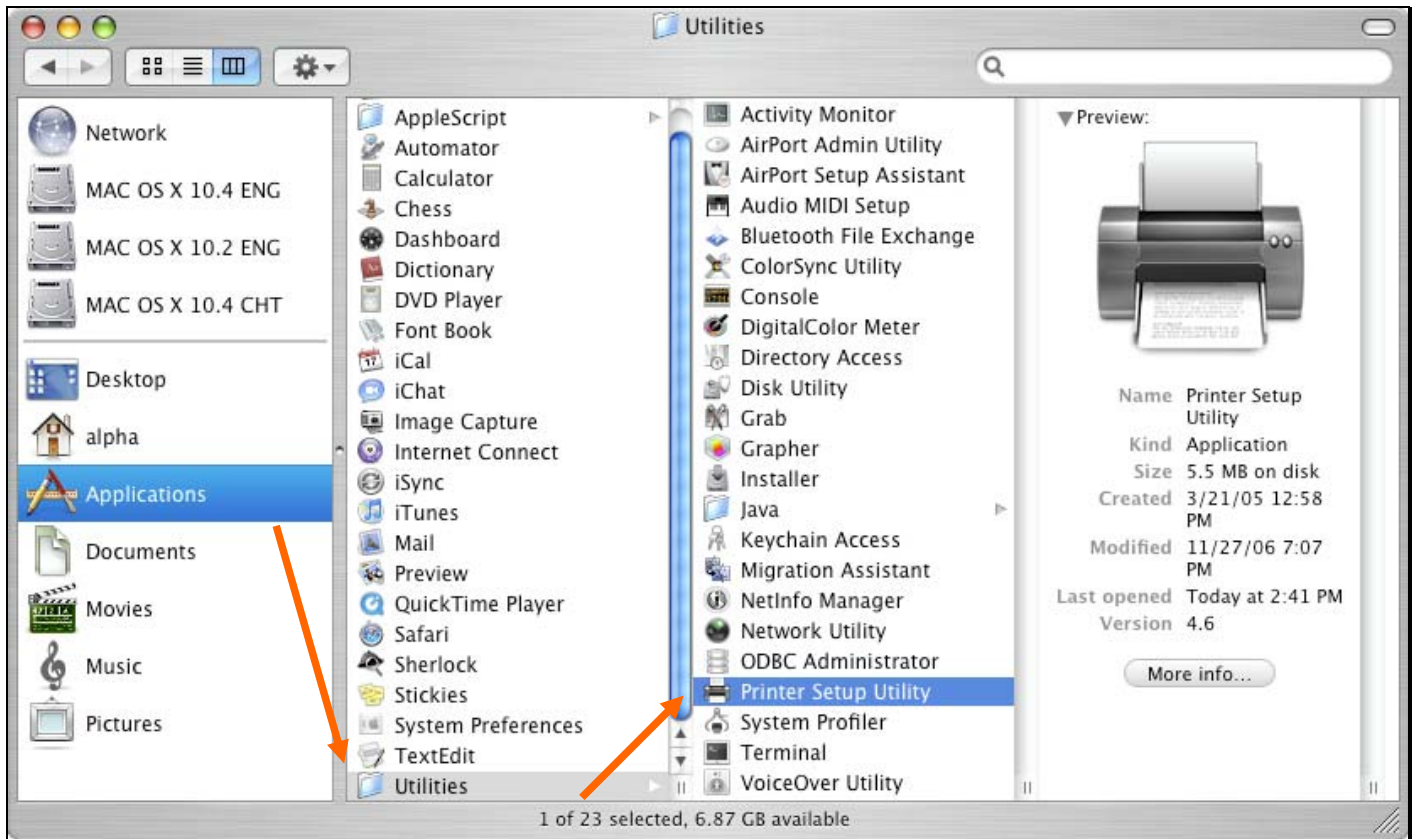 Utilities
Network
MAC OS X 10.4 ENG
MAC OS X 10.2 ENG
MAC OS X 10.4 CHT
Desktop
alpha
Applications
Documents
Movies
Music
Pictures
AppleScript
Automator
Calculator
Chess
Dashboard
Dictionary
DVD Player
Font Book
iCal
iChat
Image Capture
Internet Connect
iSync
iTunes
Mail
Preview
QuickTime Player
Safari
Sherlock
Stickies
System Preferences
TextEdit
Utilities
Activity Monitor
AirPort Admin Utility
AirPort Setup Assistant
Audio MIDI Setup
Bluetooth File Exchange
ColorSync Utility
Console
DigitalColor Meter
Directory Access
Disk Utility
Grab
Grapher
Installer
Java
Keychain Access
Migration Assistant
NetInfo Manager
Network Utility
ODBC Administrator
Printer Setup Utility
System Profiler
Terminal
VoiceOver Utility
Preview:
Name Printer Setup
Utility
Kind Application
Size 5.5 MB on disk
Created 3/21/05 12:58
PM
Modified 11/27/06 7:07
PM
Last opened Today at 2:41 PM
Version 4.6
More info...
1 of 23 selected, 6.87 GB available